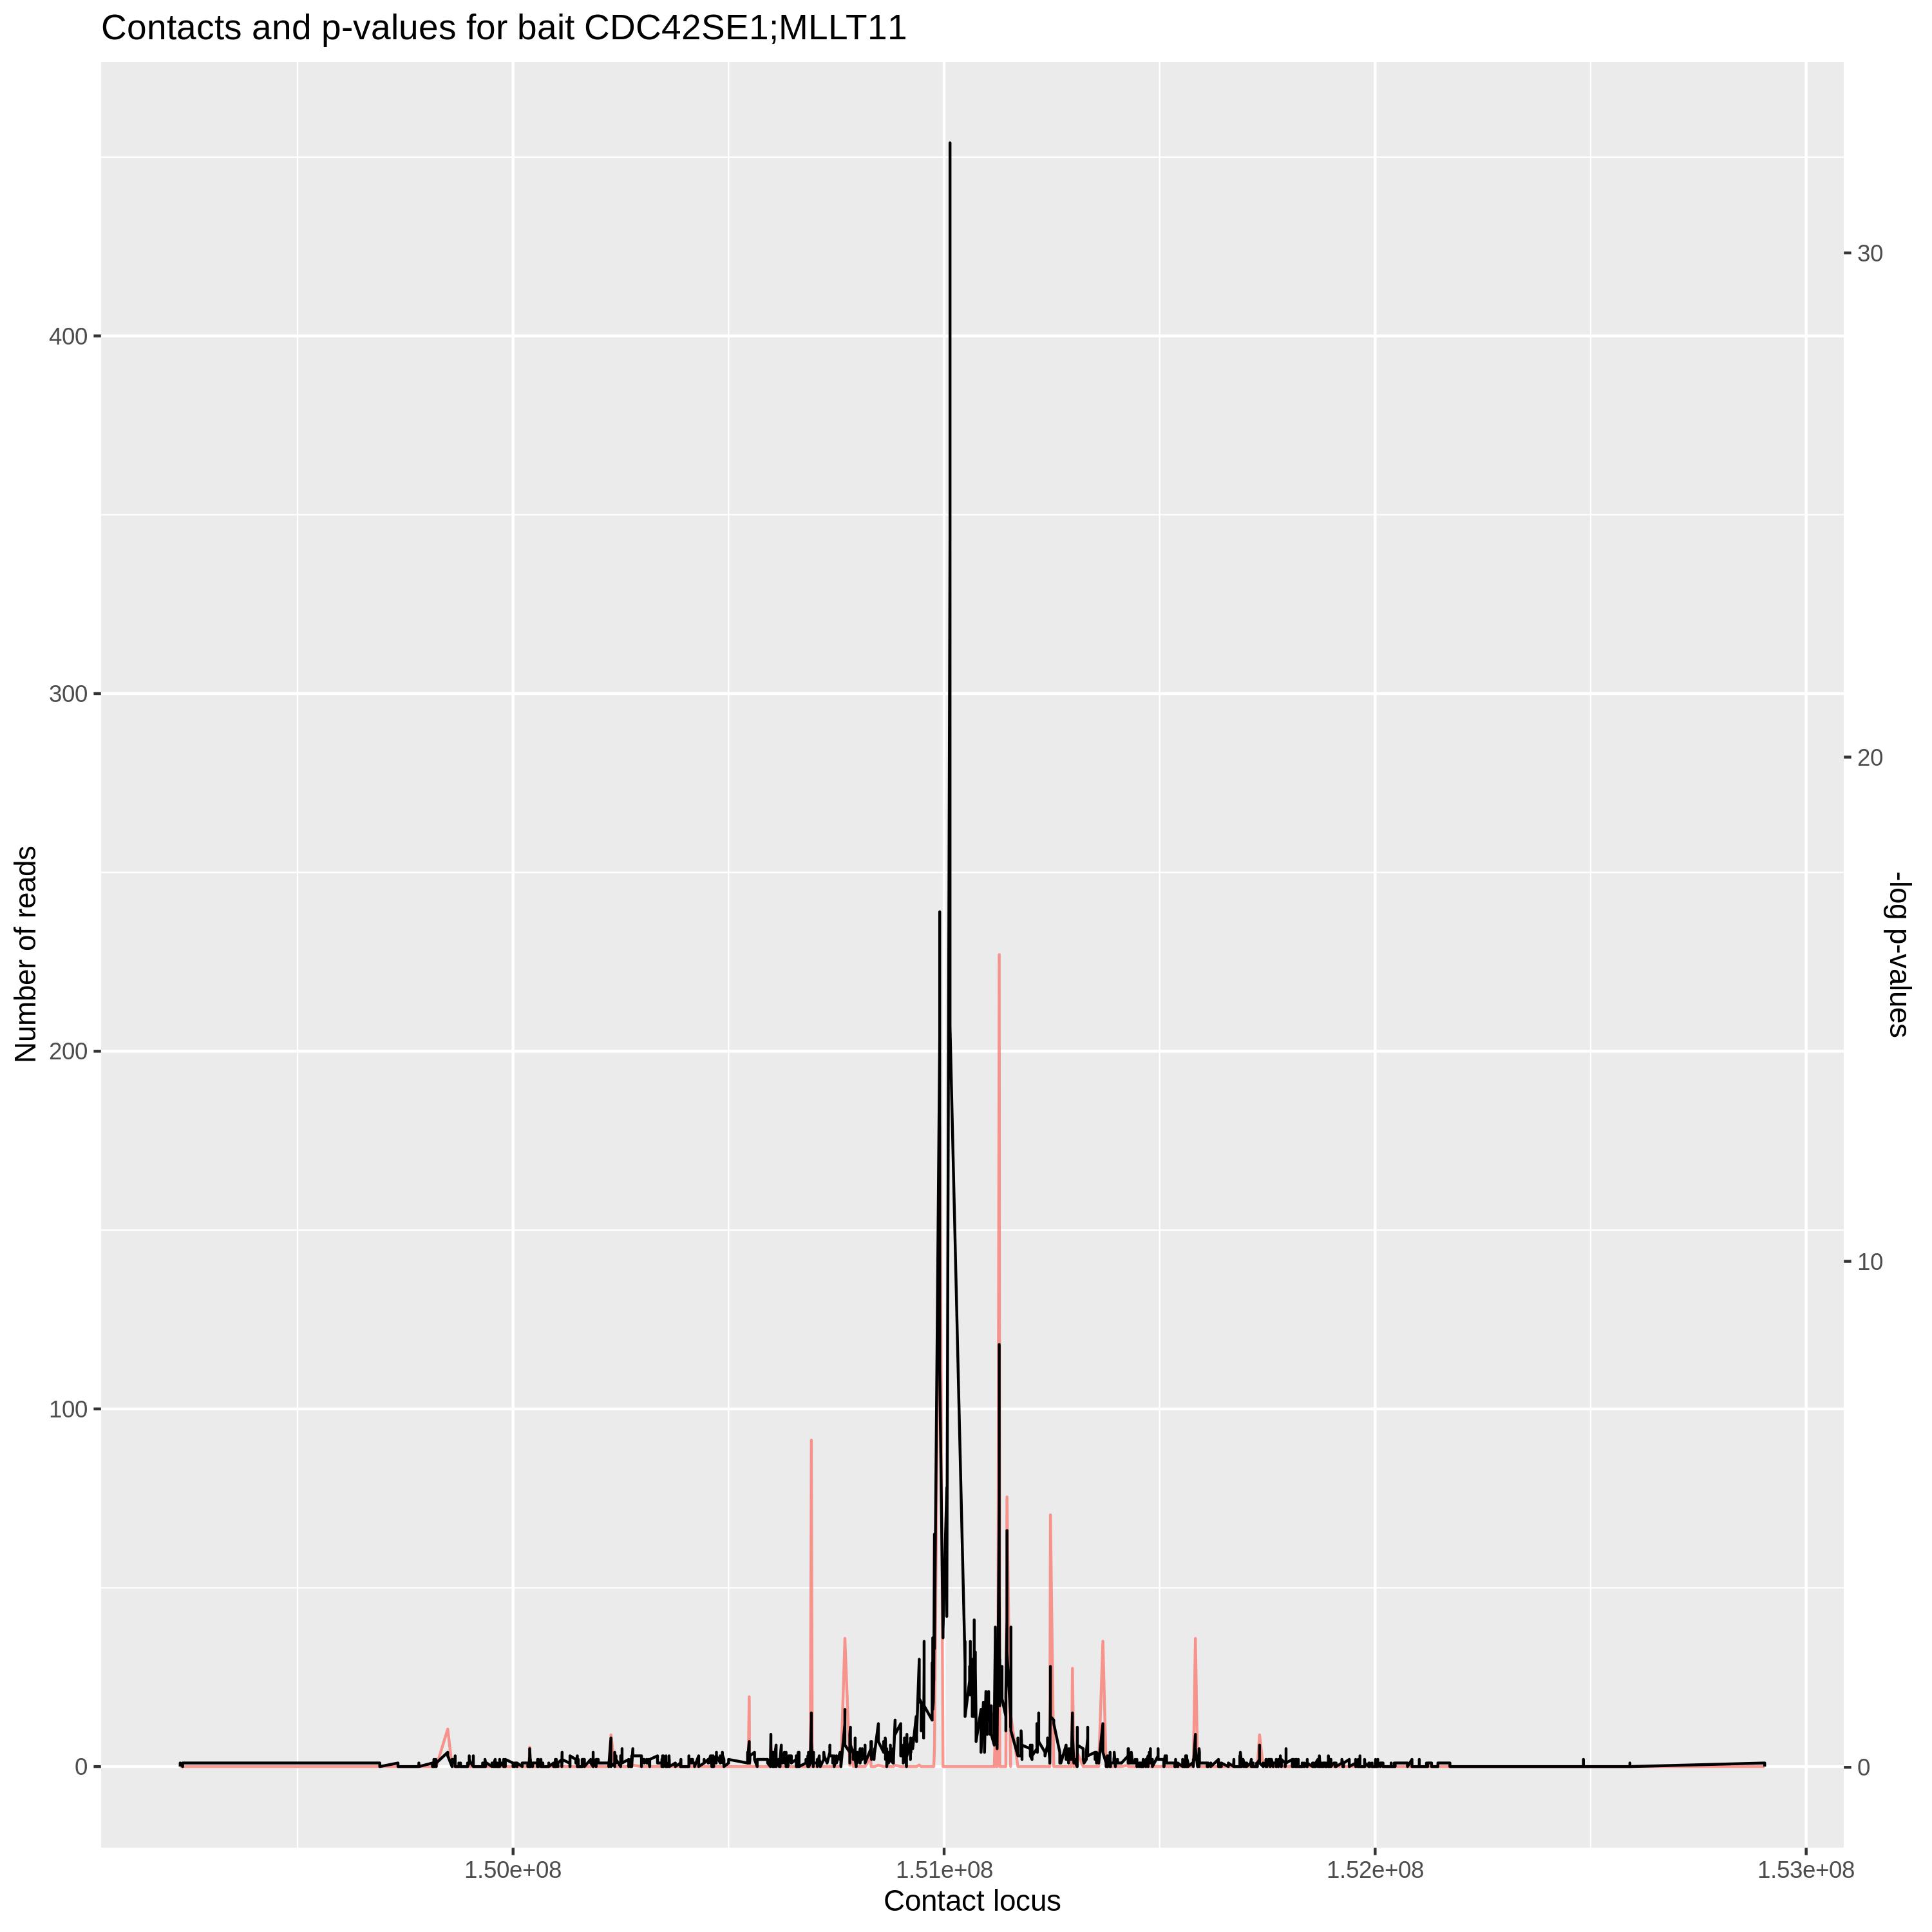 Contacts and p-values for bait CDC42SE1;MLLT11
Number of reads
400
300
200
100
0
30
20
10
0
-log p-values
1.50e+08
1.51e+08
1.52e+08
1.53e+08
Contact locus